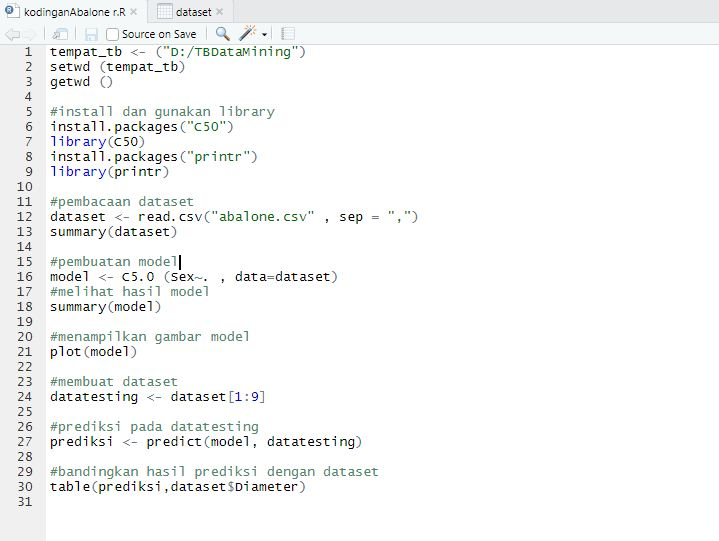 kodinganAbalone r.R
dataset
Source on Save
1 tempat_tb <- ("D:/TBDataMining")
2 setwd (tempat_tb)
3 getwd ()
4
5 #install dan gunakan library
6 install.packages("C50")
7 library(C50)
8 install.packages("printr")
9 library(printr)
10
11 #pembacaan dataset
12 dataset <- read.csv("abalone.csv" , sep = ",")
13 summary(dataset)
14
15 #pembuatan model
16 model <- C5.0 (Sex~. , data=dataset)
17 #melihat hasil model
18 summary(model)
19
20 #menampilkan gambar model
21 plot(model)
22
23 #membuat dataset
24 datatesting <- dataset[1:9]
25
26 #prediksi pada datatesting
27 prediksi <- predict(model, datatesting)
28
29 #bandingkan hasil prediksi dengan dataset
30 table(prediksi,dataset$Diameter)
31